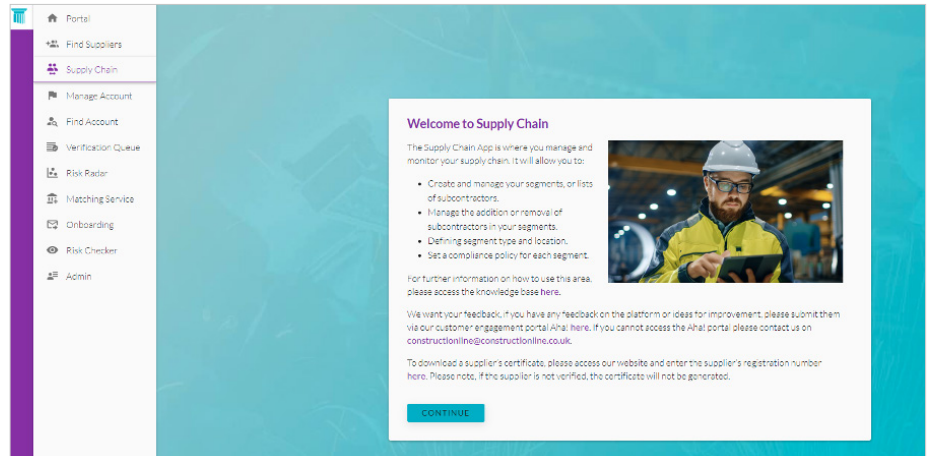 Portal
Find Suppliers
Supply Chain
Manage Account
Find Account
Verification Queue
Risk Radar
Matching Service
Onboarding
Risk Checker
Admin
Welcome to Supply Chain
The Supply Chain App is where you manage and
monitor your supply chain. It will allow you to:
• Create and manage your segments, or lists
of subcontractors.
• Manage the addition or removal of
subcontractors in your segments.
• Defining segment type and location.
• Set a compliance policy for each segment.
For further information on how to use this area,
please access the knowledge base here.
We want your feedback, if you have any feedback on the platform or ideas for improvement, please submit them
via our customer engagement portal Aha! here. If you cannot access the Aha! portal please contact us on
constructionline@constructionline.co.uk.
To download a supplier's certificate, please access our website and enter the supplier's registration number
here. Please note, if the supplier is not verified, the certificate will not be generated.
CONTINUE